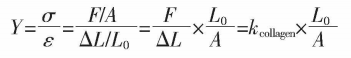 Y = σ/ε = (F/A)/(ΔL/L₀) = F/ΔL × L₀/A = k_collagen × L₀/A